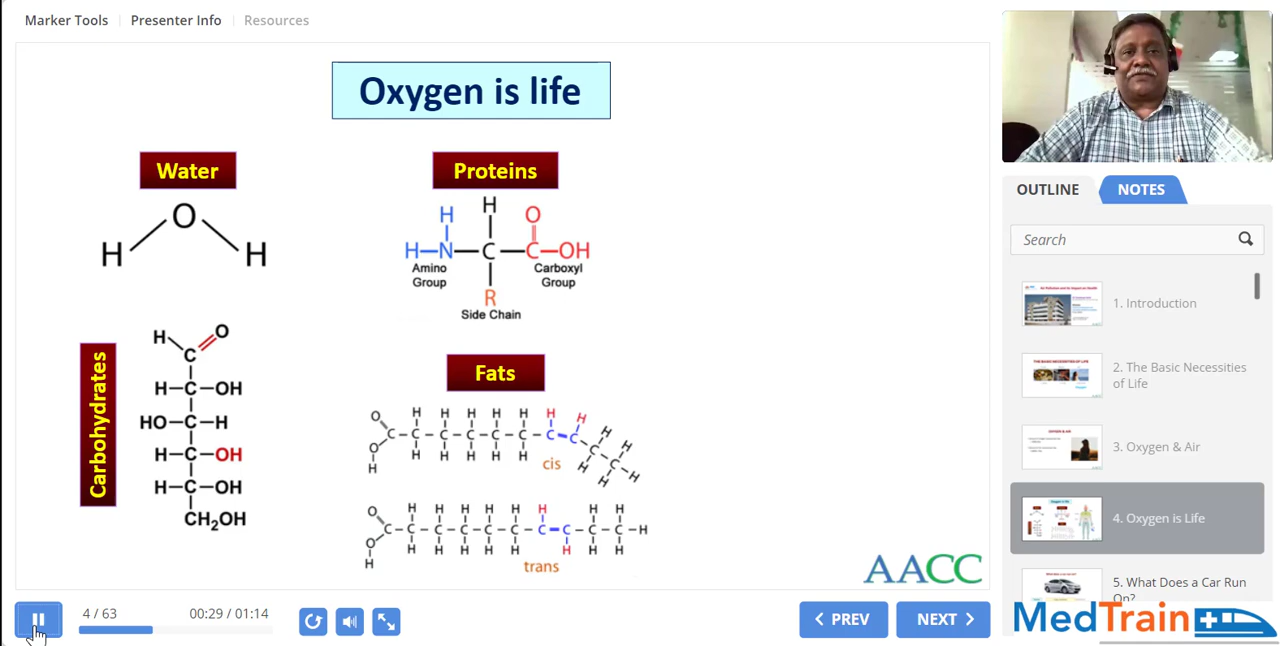 Marker Tools
Presenter Info
Resources
Oxygen is life
Water
O
H
H
Proteins
H
H
O
H-N-C-C-OH
Amino
Group
Carboxyl
Group
R
Side Chain
Carbohydrates
H
O
C
H-C-OH
HO-C-H
H-C-OH
H-C-OH
CH₂OH
Fats
O
H H H H H H H
C C C C C C C C
O
H
H H H H H
cis
H
H
C
H
C
H
H
H
O
H H H H H H H H
C C C C C C C C C C-H
O
H
H H H H H H H H
trans
AACC
4 / 63
00:29 / 01:14
PREV
NEXT
OUTLINE
NOTES
Search
1. Introduction
2. The Basic Necessities
of Life
3. Oxygen & Air
4. Oxygen is Life
5. What Does a Car Run
On?
MedTrain